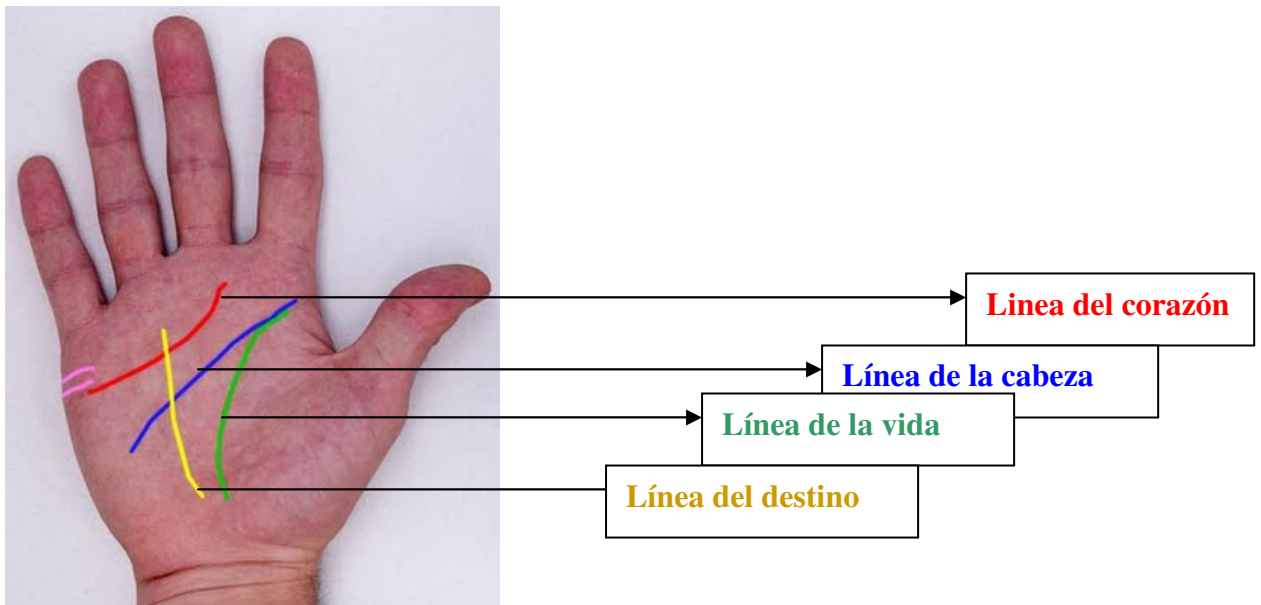 Linea del corazón
Línea de la cabeza
Línea de la vida
Línea del destino